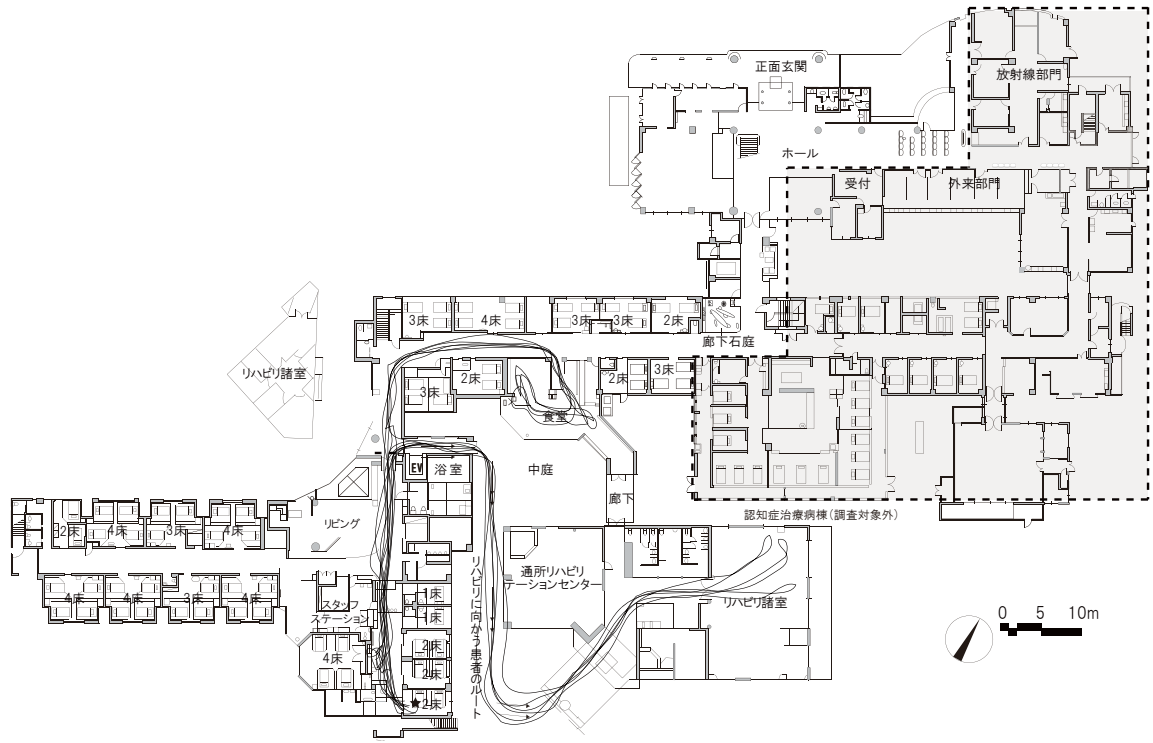 正面玄関
放射線部門
ホール
受付
外来部門
3床
4床
3床
3床
2床
廊下石庭
リハビリ諸室
3床
2床
2床
3床
食堂
EV
浴室
中庭
廊下
認知症治療病棟（調査対象外）
2床
4床
3床
4床
リビング
通所リハビリ
テーションセンター
リハビリ諸室
4床
4床
3床
4床
スタッフ
ステーション
1床
1床
2床
2床
★2床
4床
リハビリに向かう患者のルート
0 5 10m